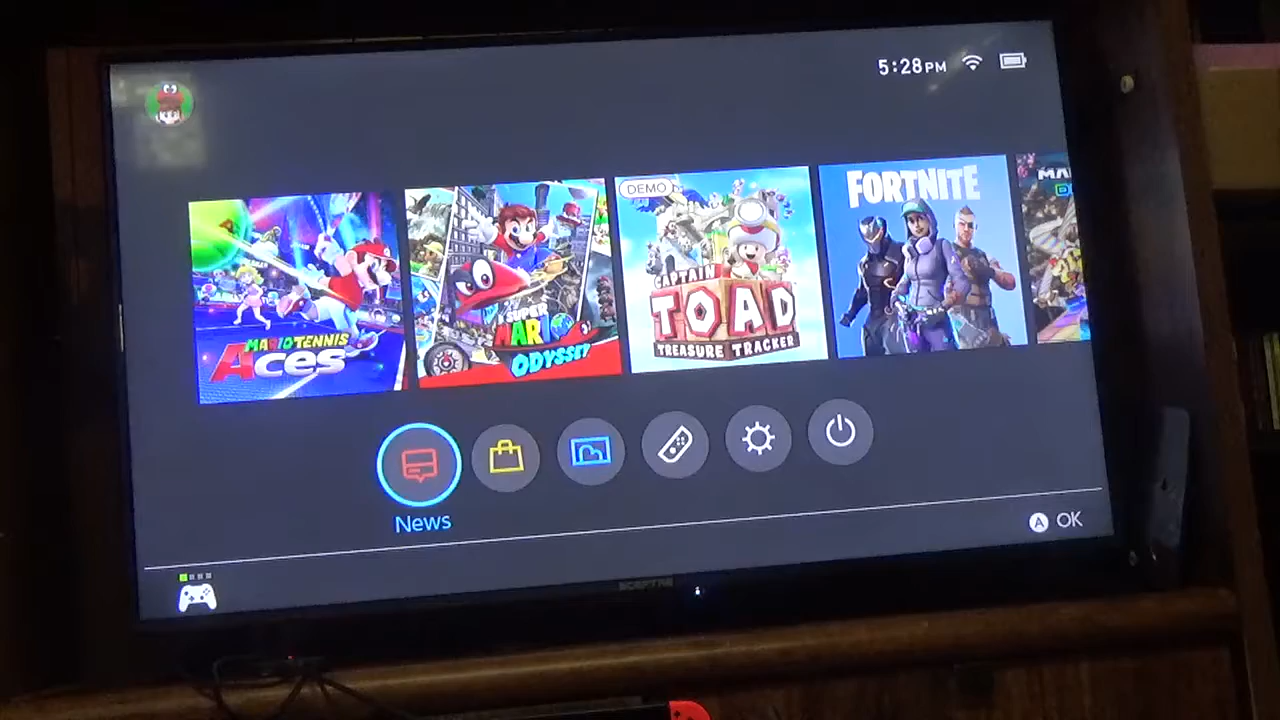 5:28PM
MARIO TENNIS
ACES
SUPER
MARIO
ODYSSEY
DEMO
CAPTAIN
TOAD
TREASURE TRACKER
FORTNITE
News
A OK
SCEPTRE